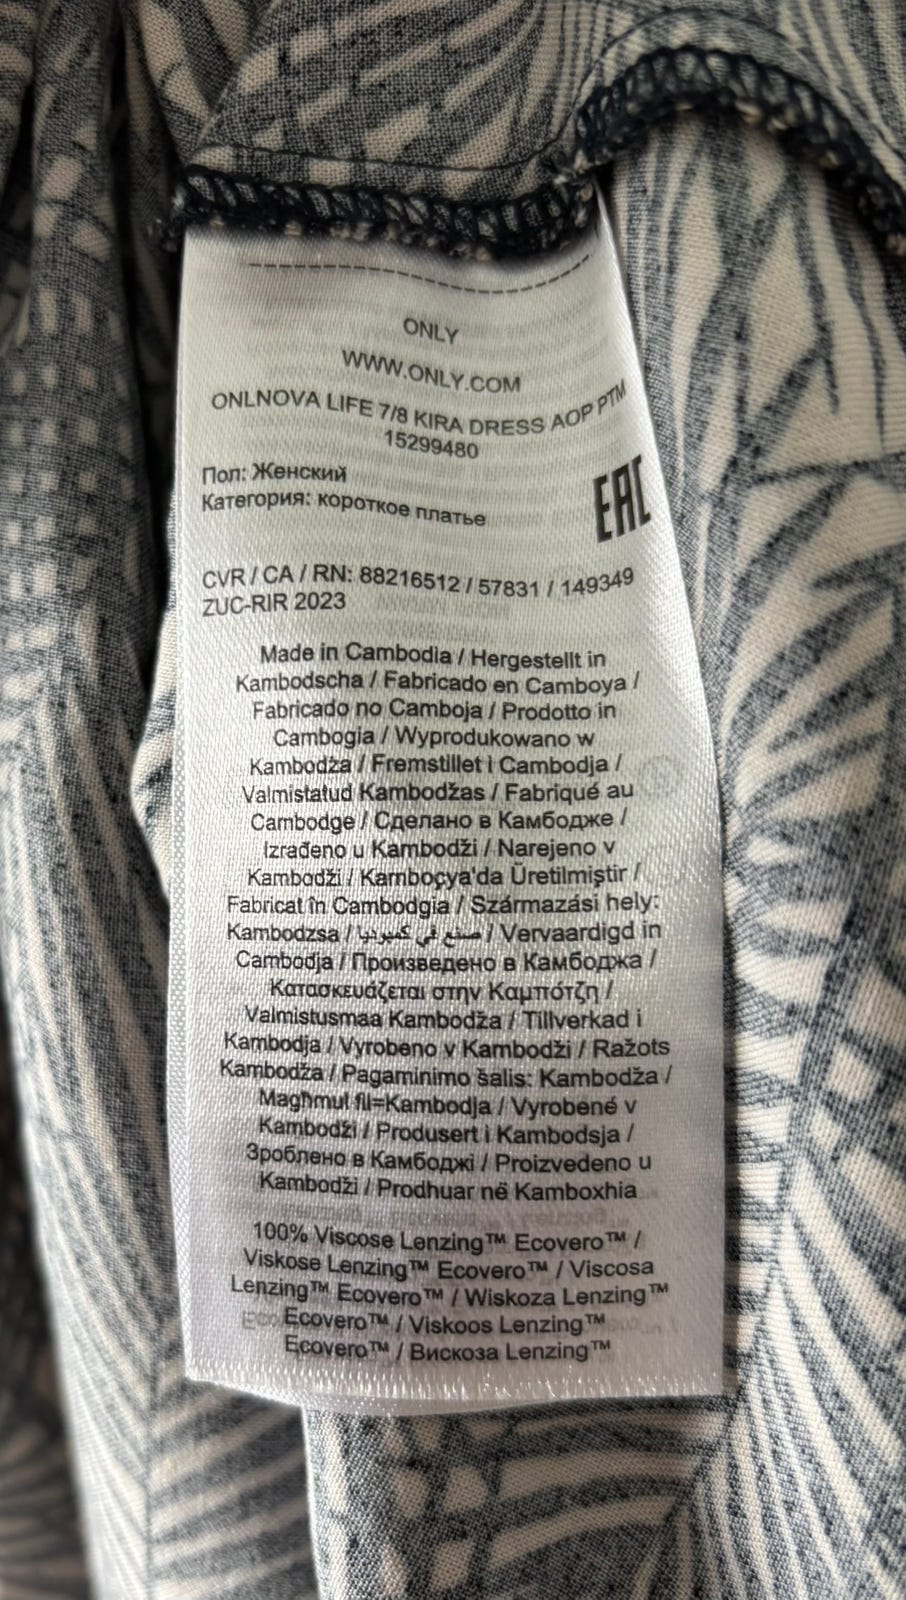 ONLY
WWW.ONLY.COM
ONLNOVA LIFE 7/8 KIRA DRESS AOP PTM
15299480
Пол: Женский
Категория: короткое платье
EAC
CVR / CA / RN: 88216512 / 57831 / 149349
ZUC-RIR 2023
Made in Cambodia / Hergestellt in
Kambodscha / Fabricado en Camboya /
Fabricado no Camboja / Prodotto in
Cambogia / Wyprodukowano w
Kambodża / Fremstillet i Cambodja /
Valmistatud Kambodžas / Fabriqué au
Cambodge / Сделано в Камбодже /
Izrađeno u Kambodži / Narejeno v
Kambodži / Kamboçya'da Üretilmiştir /
Fabricat în Cambodgia / Származási hely:
Kambodzsa / صنع في كمبوديا / Vervaardigd in
Cambodja / Произведено в Камбоджа /
Κατασκευάζεται στην Καμπότζη /
Valmistusmaa Kambodža / Tillverkad i
Kambodja / Vyrobeno v Kambodži / Ražots
Kambodža / Pagaminimo šalis: Kambodža /
Magħmul fil=Kambodja / Vyrobené v
Kambodži / Produsert i Kambodsja /
Зроблено в Камбоджі / Proizvedeno u
Kambodži / Prodhuar në Kamboxhia
100% Viscose Lenzing™ Ecovero™ /
Viskose Lenzing™ Ecovero™ / Viscosa
Lenzing™ Ecovero™ / Wiskoza Lenzing™
Ecovero™ / Viskoos Lenzing™
Ecovero™ / Вискоза Lenzing™